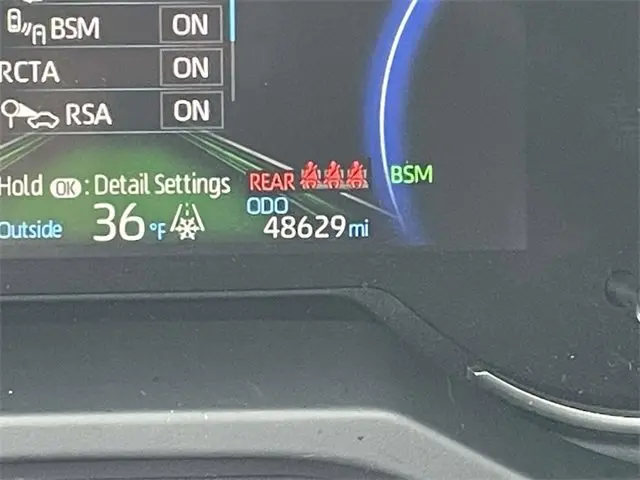 BSM ON
RCTA ON
RSA ON
Hold OK : Detail Settings REAR BSM
ODO
Outside 36 °F 48629 mi